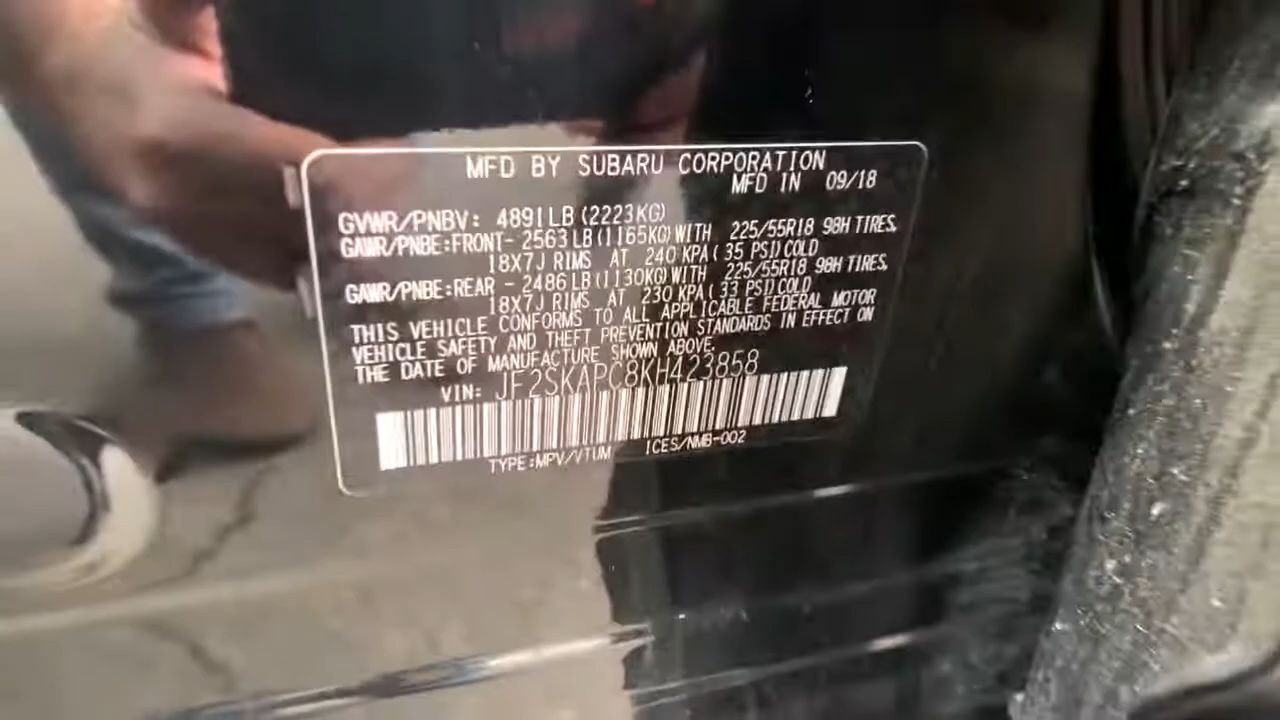 MFD BY SUBARU CORPORATION
MFD IN 09/18
GVWR/PNBV: 4891LB (2223KG)
GAWR/PNBE:FRONT- 2563LB(1165KG)WITH 225/55R18 98H TIRES,
18X7J RIMS AT 240 KPA( 35 PSI)COLD
GAWR/PNBE:REAR - 2486LB(1130KG)WITH 225/55R18 98H TIRES,
18X7J RIMS AT 230 KPA( 33 PSI)COLD
THIS VEHICLE CONFORMS TO ALL APPLICABLE FEDERAL MOTOR
VEHICLE SAFETY AND THEFT PREVENTION STANDARDS IN EFFECT ON
THE DATE OF MANUFACTURE SHOWN ABOVE.
VIN: JF2SKAPC8KH423858
TYPE:MPV/VTUM ICES/NMB-002